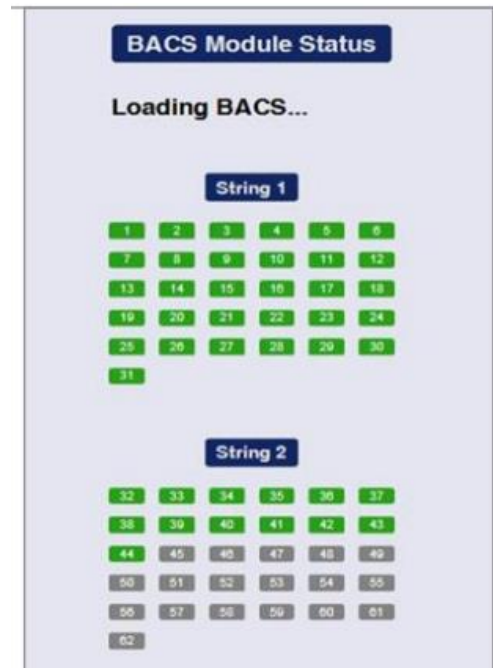 BACS Module Status
Loading BACS...
String 1
1 2 3 4 5 6
7 8 9 10 11 12
13 14 15 16 17 18
19 20 21 22 23 24
25 26 27 28 29 30
31
String 2
32 33 34 35 36 37
38 39 40 41 42 43
44 45 46 47 48 49
50 51 52 53 54 55
56 57 58 59 60 61
62